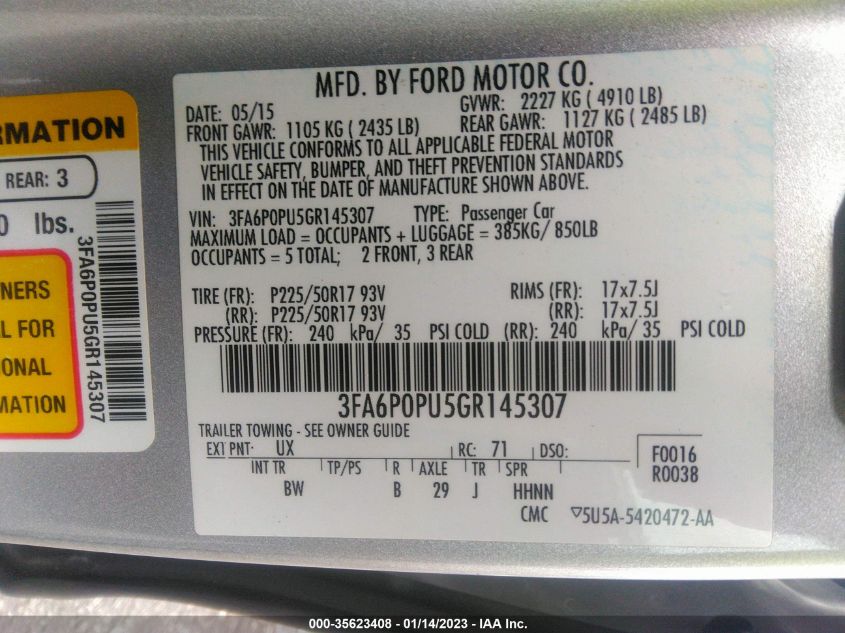 RMATION
REAR: 3
0 lbs.
3FA6P0PU5GR145307
NERS
L FOR
ONAL
MATION
MFD. BY FORD MOTOR CO.
DATE: 05/15 GVWR: 2227 KG ( 4910 LB)
FRONT GAWR: 1105 KG ( 2435 LB) REAR GAWR: 1127 KG ( 2485 LB)
THIS VEHICLE CONFORMS TO ALL APPLICABLE FEDERAL MOTOR
VEHICLE SAFETY, BUMPER, AND THEFT PREVENTION STANDARDS
IN EFFECT ON THE DATE OF MANUFACTURE SHOWN ABOVE.
VIN: 3FA6P0PU5GR145307 TYPE: Passenger Car
MAXIMUM LOAD = OCCUPANTS + LUGGAGE = 385KG/ 850LB
OCCUPANTS = 5 TOTAL; 2 FRONT, 3 REAR
TIRE (FR): P225/50R17 93V RIMS (FR): 17x7.5J
(RR): P225/50R17 93V (RR): 17x7.5J
PRESSURE (FR): 240 kPa/ 35 PSI COLD (RR): 240 kPa/ 35 PSI COLD
3FA6P0PU5GR145307
TRAILER TOWING - SEE OWNER GUIDE
EXT PNT: UX RC: 71 DSO: F0016
INT TR TP/PS R AXLE TR SPR R0038
BW B 29 J HHNN
CMC ▽5U5A-5420472-AA
000-35623408 - 01/14/2023 - IAA Inc.